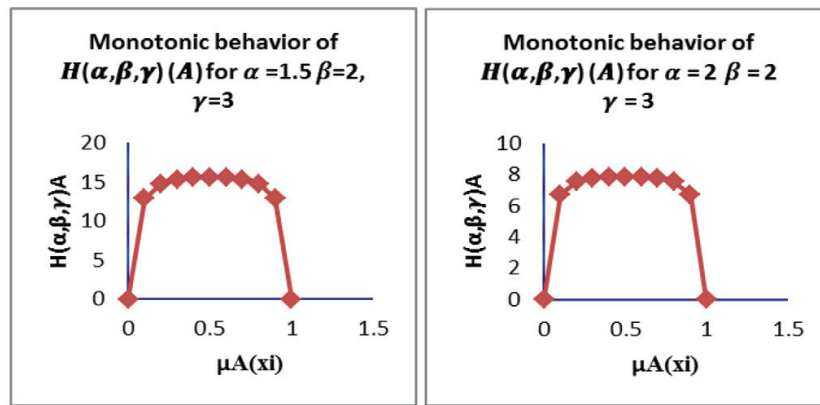 Monotonic behavior of
H(α,β,γ)(A) for α =1.5 β=2,
γ=3
H(α,β,γ)A
20
15
10
5
0
0 0.5 1 1.5
μA(xi)
Monotonic behavior of
H(α,β,γ)(A) for α = 2 β = 2
γ = 3
H(α,β,γ)A
10
8
6
4
2
0
0 0.5 1 1.5
μA(xi)